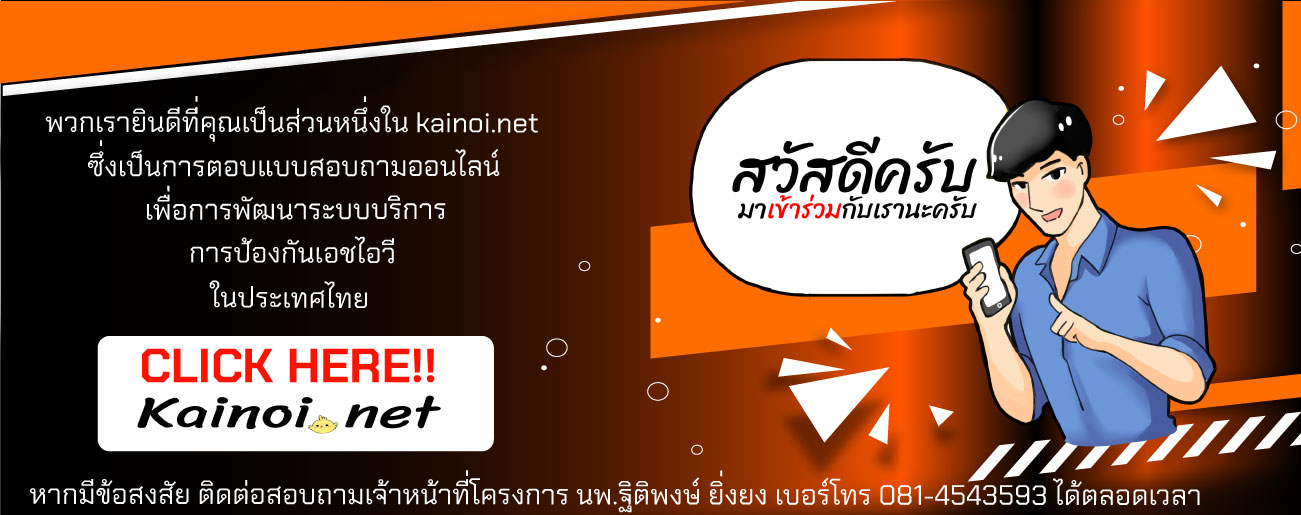 พวกเรายินดีที่คุณเป็นส่วนหนึ่งใน kainoi.net
ซึ่งเป็นการตอบแบบสอบถามออนไลน์
เพื่อการพัฒนาระบบบริการ
การป้องกันเอชไอวี
ในประเทศไทย
CLICK HERE!!
Kainoi.net
สวัสดีครับ
มาเข้าร่วมกับเรานะครับ
หากมีข้อสงสัย ติดต่อสอบถามเจ้าหน้าที่โครงการ นพ.ฐิติพงษ์ ยิ่งยง เบอร์โทร 081-4543593 ได้ตลอดเวลา